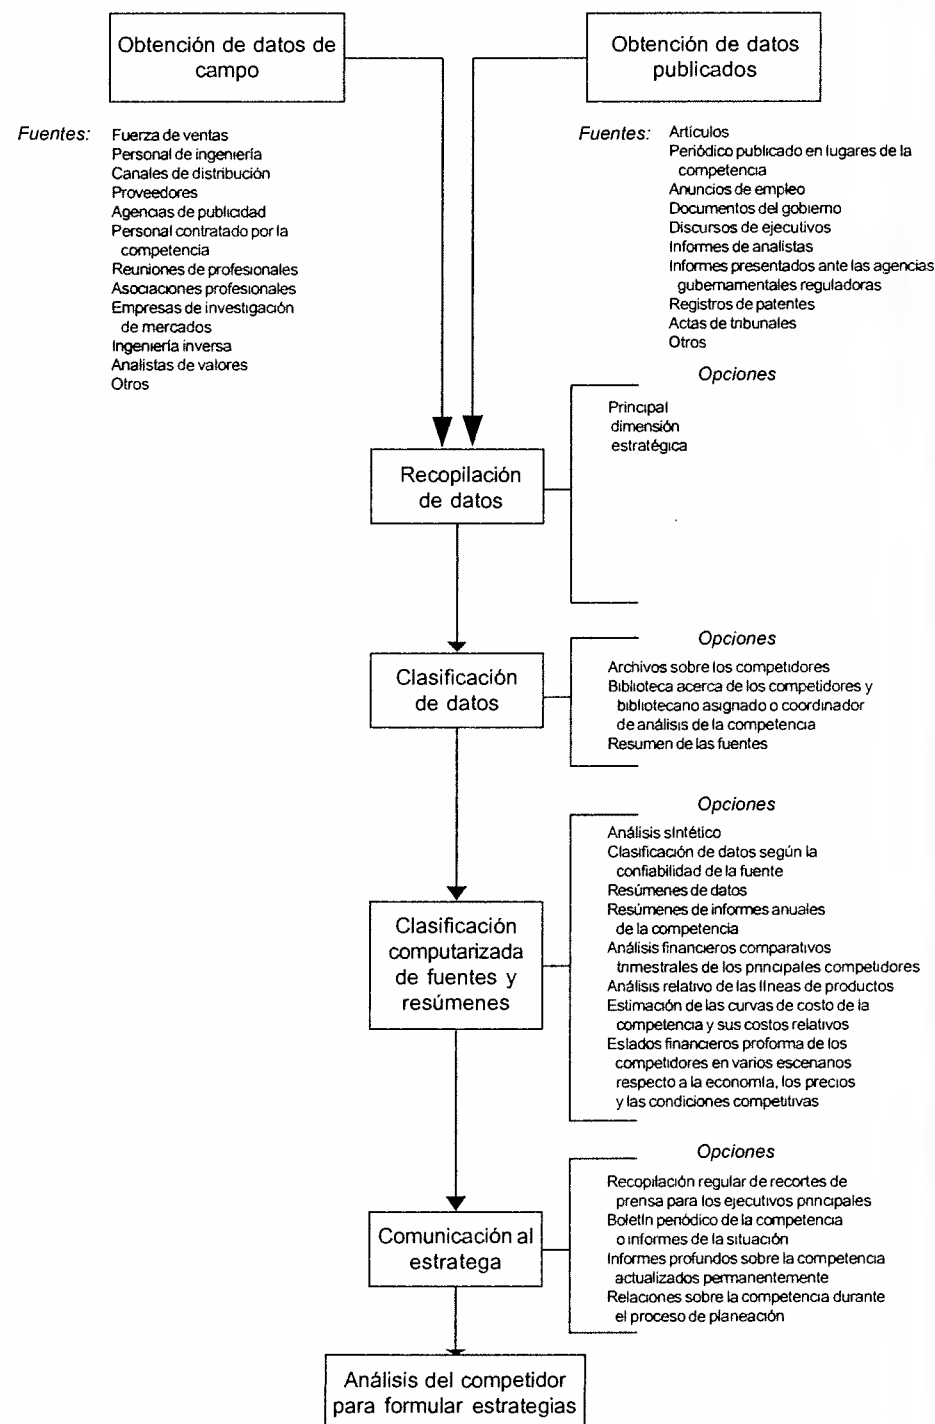 Obtención de datos de
campo
Obtención de datos
publicados
Fuentes:
Fuerza de ventas
Personal de ingeniería
Canales de distribución
Proveedores
Agencias de publicidad
Personal contratado por la
competencia
Reuniones de profesionales
Asociaciones profesionales
Empresas de investigación
de mercados
Ingeniería inversa
Analistas de valores
Otros
Fuentes:
Artículos
Periódico publicado en lugares de la
competencia
Anuncios de empleo
Documentos del gobierno
Discursos de ejecutivos
Informes de analistas
Informes presentados ante las agencias
gubernamentales reguladoras
Registros de patentes
Actas de tribunales
Otros
Opciones
Principal
dimensión
estratégica
Recopilación
de datos
Opciones
Archivos sobre los competidores
Biblioteca acerca de los competidores y
bibliotecario asignado o coordinador
de análisis de la competencia
Resumen de las fuentes
Clasificación
de datos
Opciones
Análisis sintético
Clasificación de datos según la
confiabilidad de la fuente
Resúmenes de datos
Resúmenes de informes anuales
de la competencia
Análisis financieros comparativos
trimestrales de los principales competidores
Análisis relativo de las líneas de productos
Estimación de las curvas de costo de la
competencia y sus costos relativos
Estados financieros proforma de los
competidores en varios escenarios
respecto a la economía, los precios
y las condiciones competitivas
Clasificación
computarizada
de fuentes y
resúmenes
Opciones
Recopilación regular de recortes de
prensa para los ejecutivos principales
Boletín periódico de la competencia
o informes de la situación
Informes profundos sobre la competencia
actualizados permanentemente
Relaciones sobre la competencia durante
el proceso de planeación
Comunicación al
estratega
Análisis del competidor
para formular estrategias